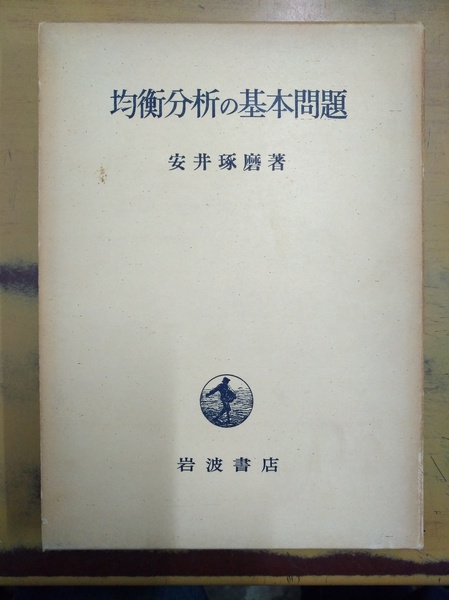 均衡分析の基本問題
安井琢磨著
岩波書店